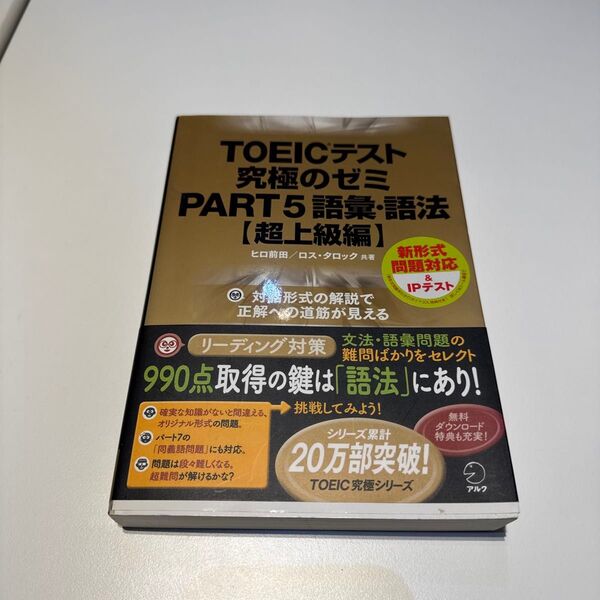 TOEIC®テスト
究極のゼミ
PART 5 語彙・語法
【超上級編】
ヒロ前田／ロス・タロック 共著
新形式
問題対応
&
IPテスト
対話形式の解説で
正解への道筋が見える
リーディング対策
文法・語彙問題の
難問ばかりをセレクト
990点取得の鍵は「語法」にあり!
確実な知識がないと間違える、
オリジナル形式の問題。
パート7の
「同義語問題」にも対応。
問題は段々難しくなる。
超難問が解けるかな?
挑戦してみよう!
シリーズ累計
20万部突破!
TOEIC 究極シリーズ
無料
ダウンロード
特典も充実!
アルク